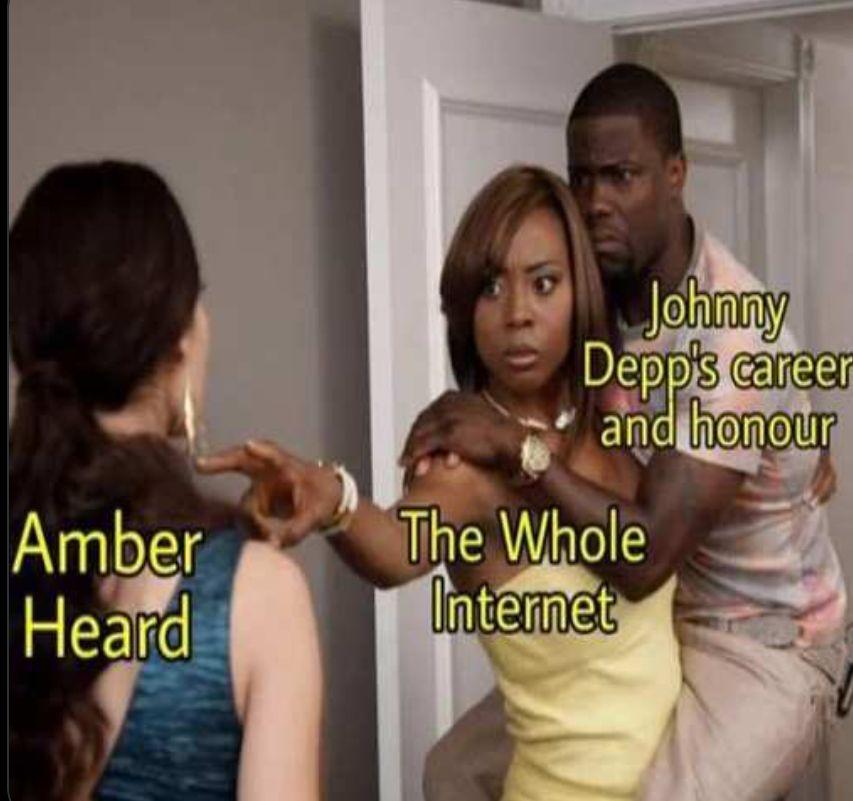 Johnny
Depp's career
and honour
Amber
Heard
The Whole
Internet